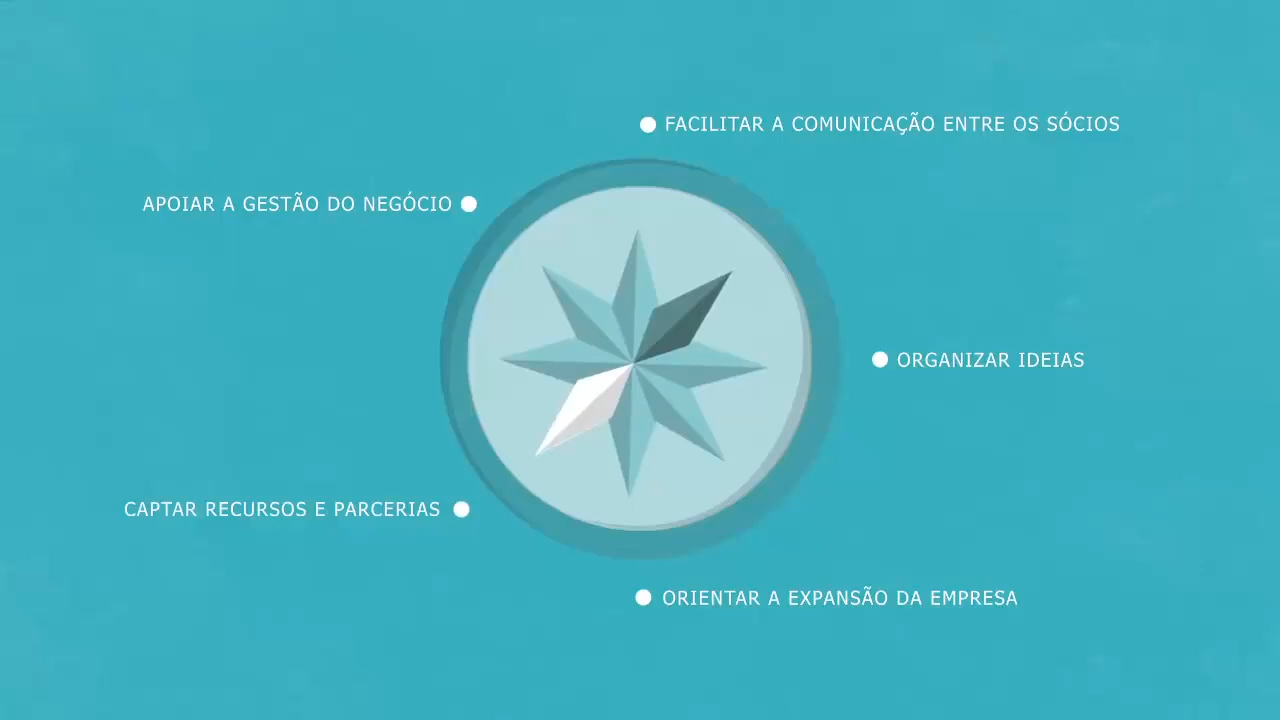 FACILITAR A COMUNICAÇÃO ENTRE OS SÓCIOS
APOIAR A GESTÃO DO NEGÓCIO
ORGANIZAR IDEIAS
CAPTAR RECURSOS E PARCERIAS
ORIENTAR A EXPANSÃO DA EMPRESA